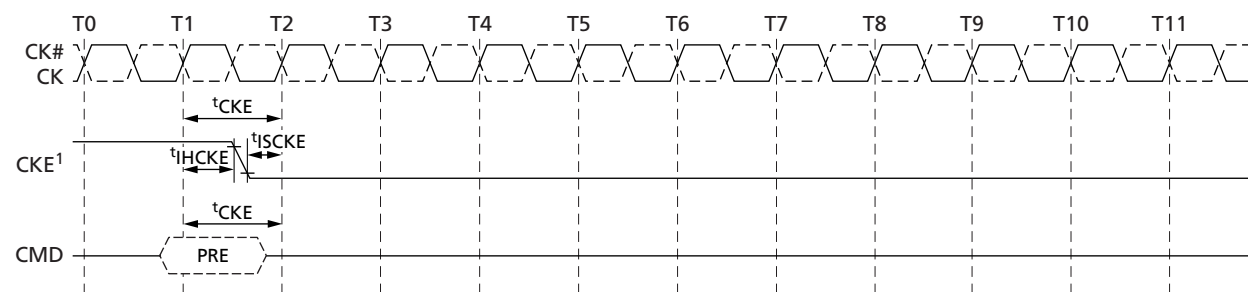 T0 T1 T2 T3 T4 T5 T6 T7 T8 T9 T10 T11
CK#
CK
tCKE
tISCKE
CKE1
tIHCKE
tCKE
CMD
PRE